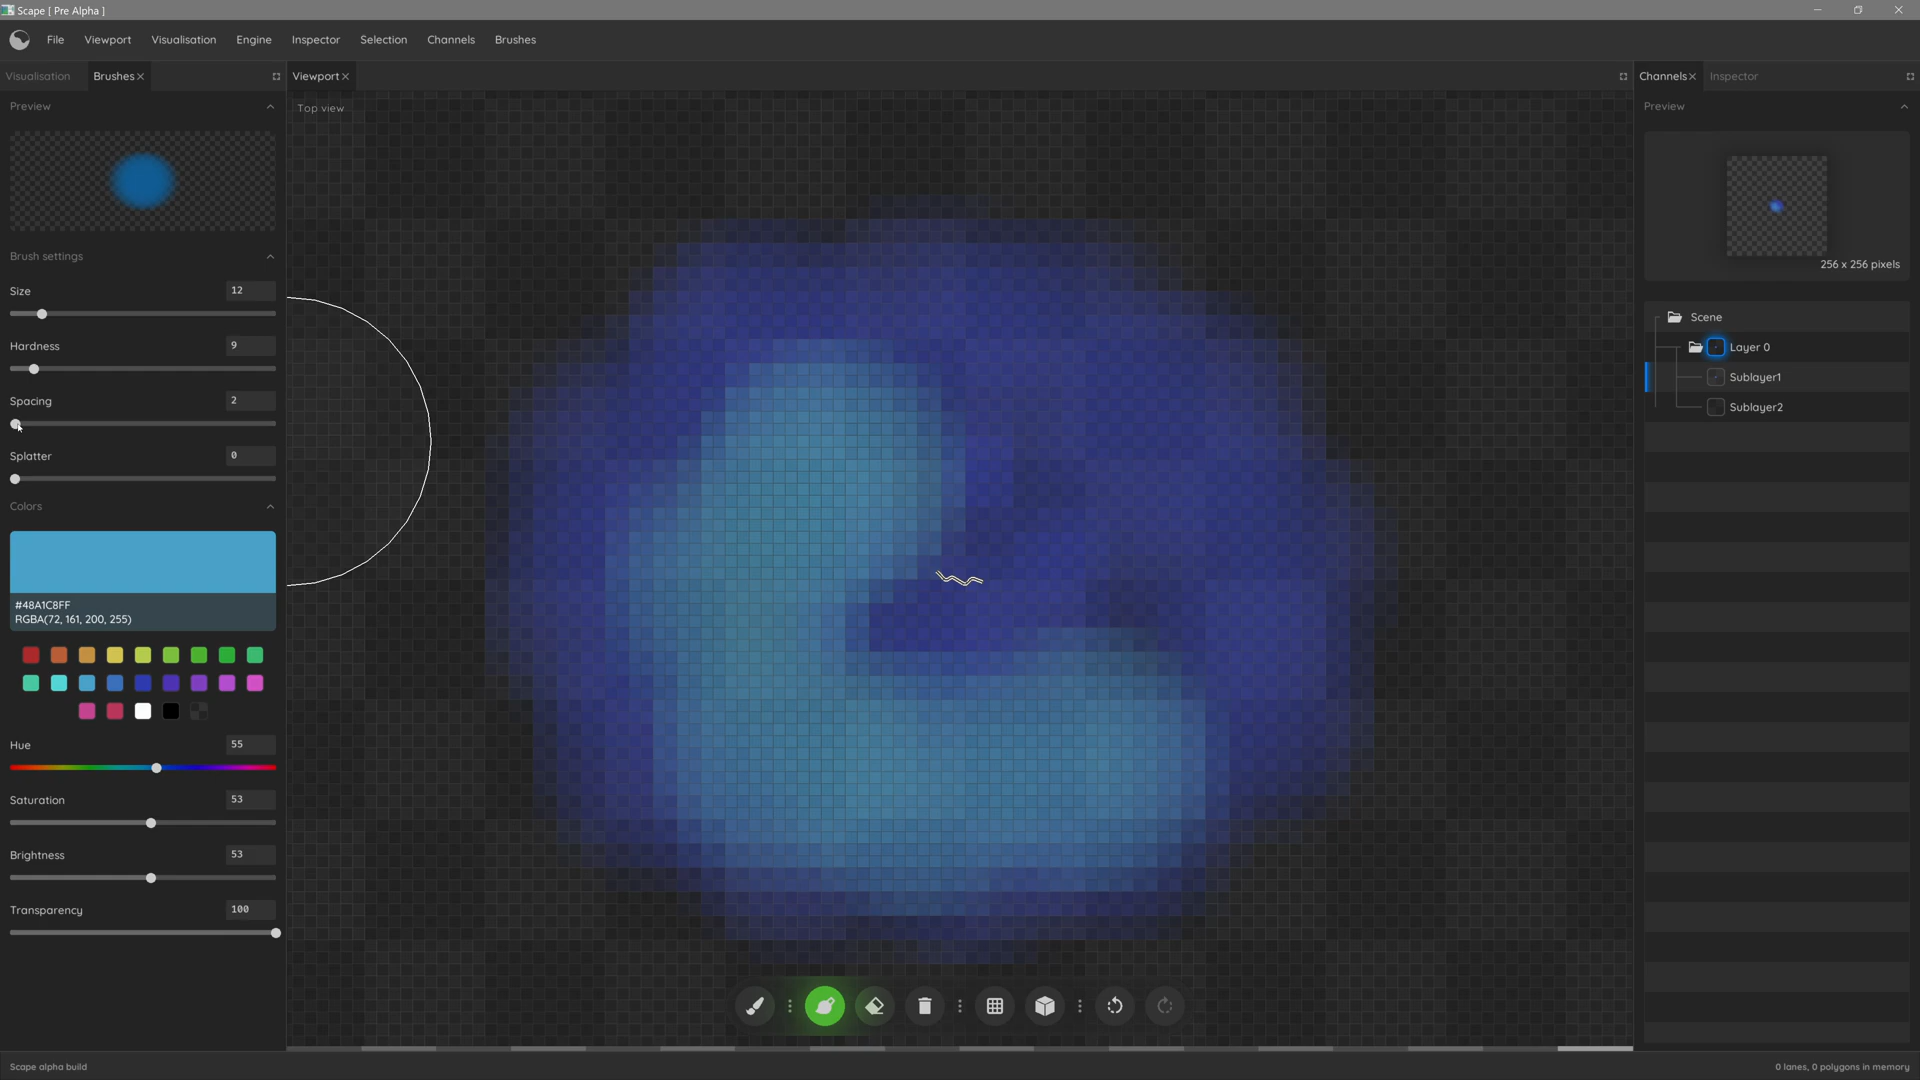 Scape [ Pre Alpha ]
File Viewport Visualisation Engine Inspector Selection Channels Brushes
Visualisation Brushes
Preview
Brush settings
Size 12
Hardness 9
Spacing 2
Splatter 0
Colors
#48A1C8FF
RGBA(72, 161, 200, 255)
Hue 55
Saturation 53
Brightness 53
Transparency 100
Viewport
Top view
Channels Inspector
Preview
256 x 256 pixels
Scene
Layer 0
Sublayer1
Sublayer2
Scape alpha build
0 lanes, 0 polygons in memory